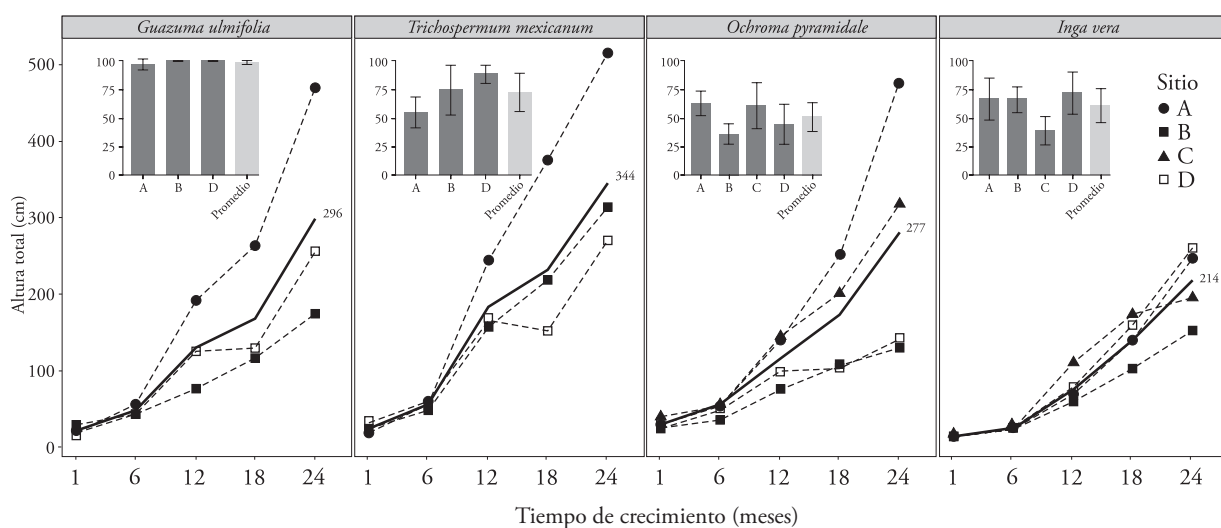 Guazuma ulmifolia
Trichospermum mexicanum
Ochroma pyramidale
Inga vera
Altura total (cm)
500
400
300
200
100
0
100
75
50
25
0
A
B
D
Promedio
296
1
6
12
18
24
100
75
50
25
0
A
B
D
Promedio
344
1
6
12
18
24
100
75
50
25
0
A
B
C
D
Promedio
277
1
6
12
18
24
100
75
50
25
0
A
B
C
D
Promedio
214
Sitio
A
B
C
D
1
6
12
18
24
Tiempo de crecimiento (meses)